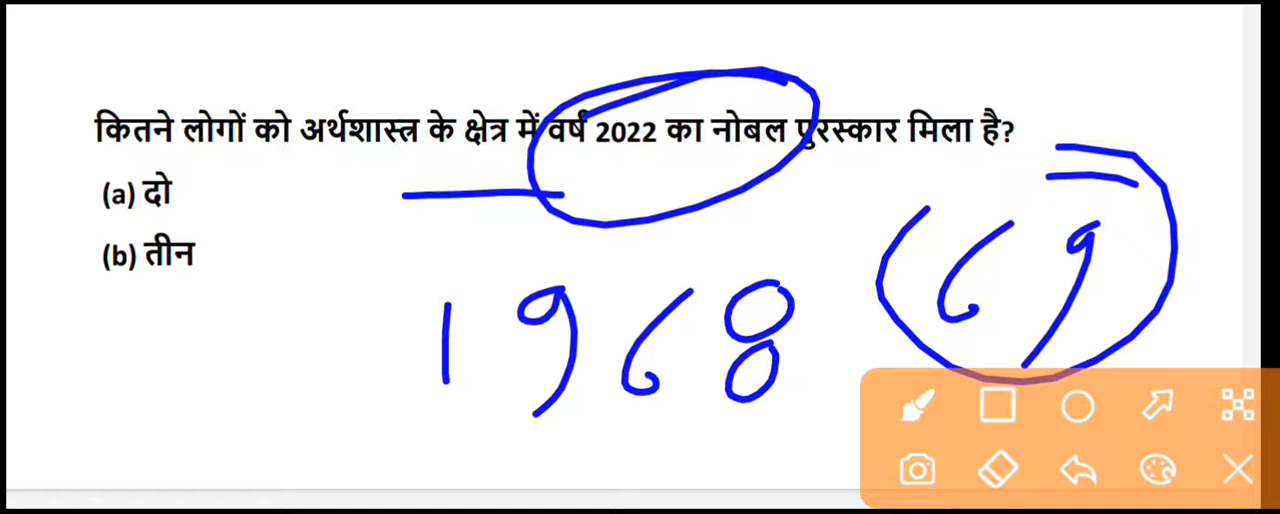 कितने लोगों को अर्थशास्त्र के क्षेत्र में वर्ष 2022 का नोबल पुरस्कार मिला है?
(a) दो
(b) तीन
1968
69